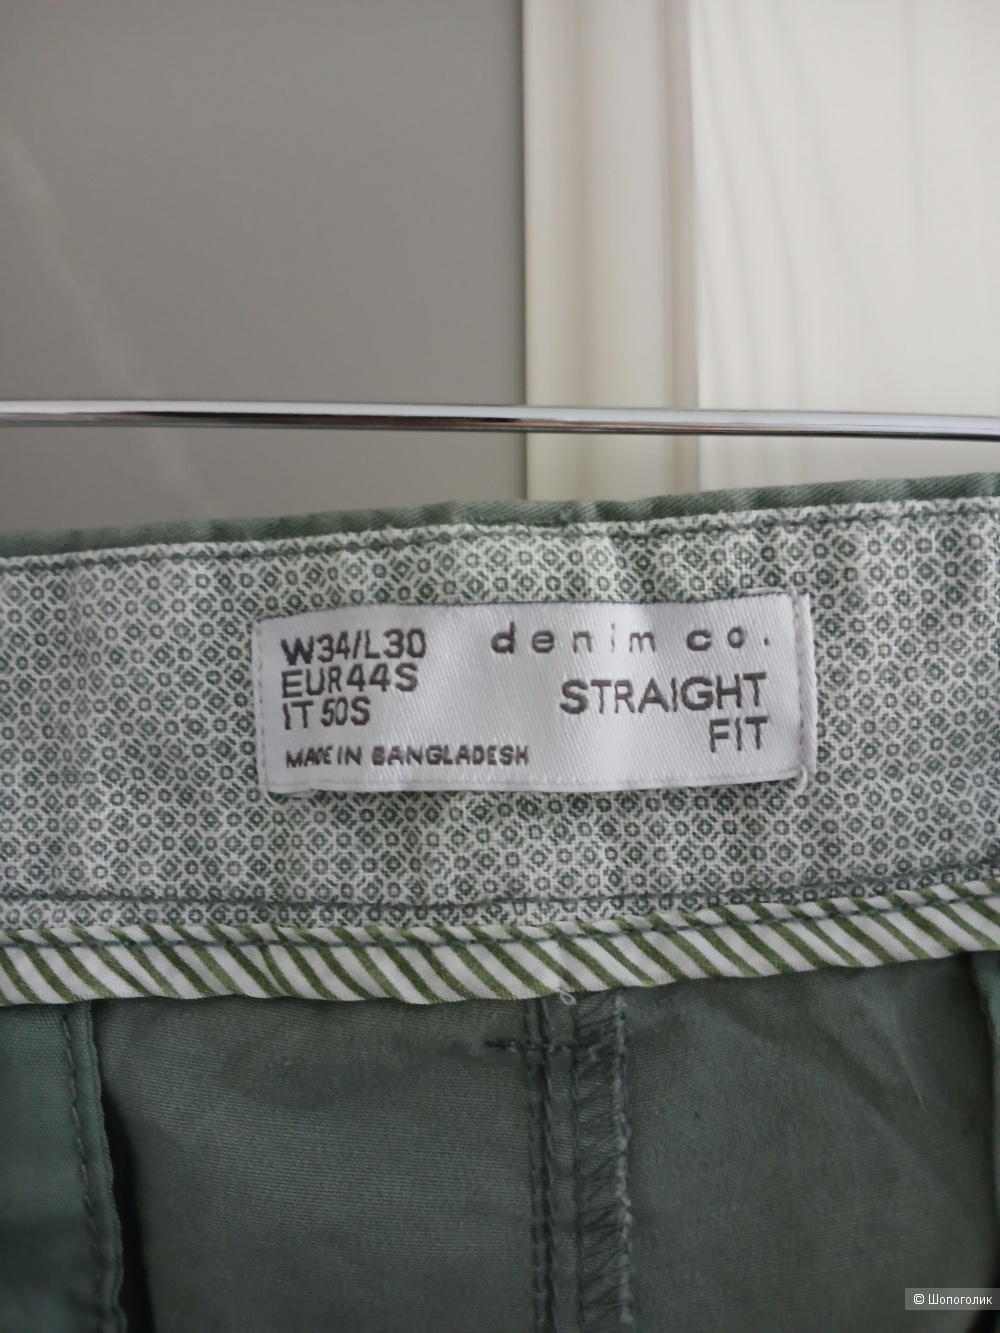 W34/L30
EUR44S
IT 50S
MADE IN BANGLADESH
denim co.
STRAIGHT
FIT
© Шопоголик